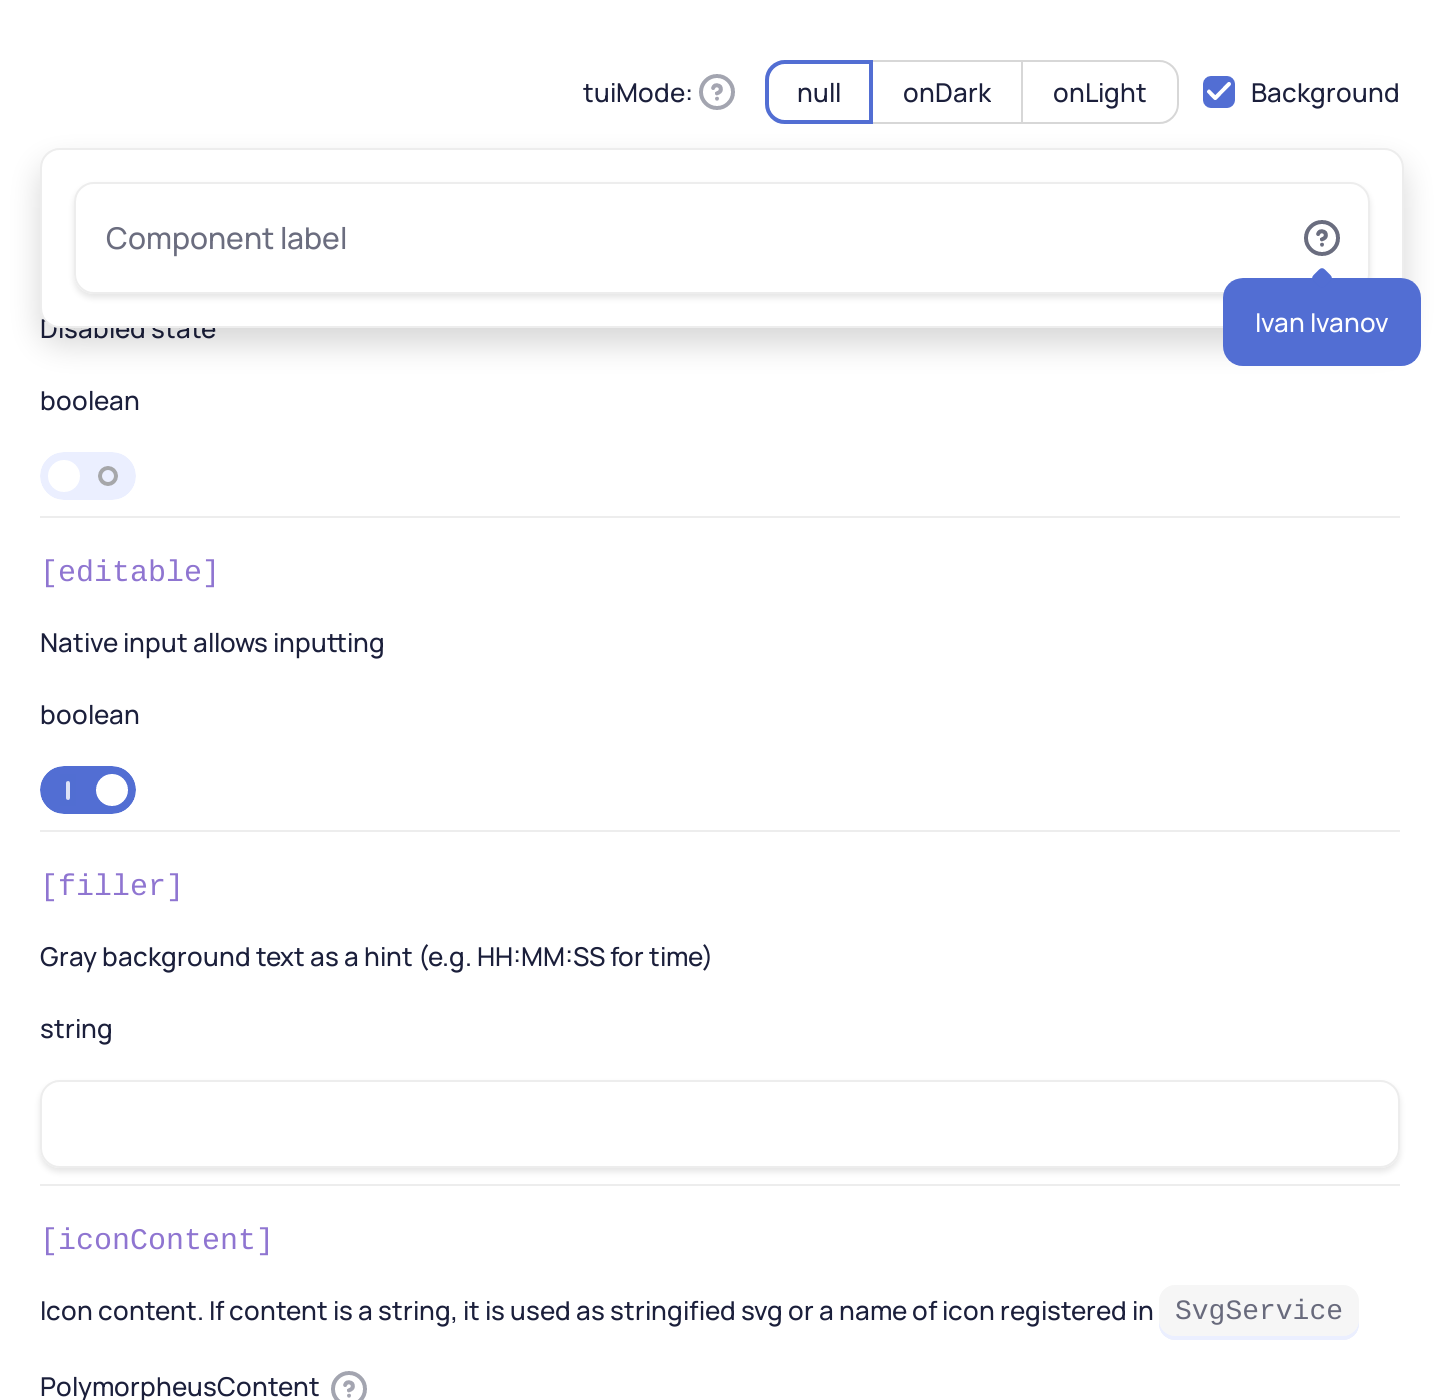 tuiMode:
null
onDark
onLight
Background
Component label
Ivan Ivanov
Disabled state
boolean
[editable]
Native input allows inputting
boolean
[filler]
Gray background text as a hint (e.g. HH:MM:SS for time)
string
[iconContent]
Icon content. If content is a string, it is used as stringified svg or a name of icon registered in SvgService
PolymorpheusContent